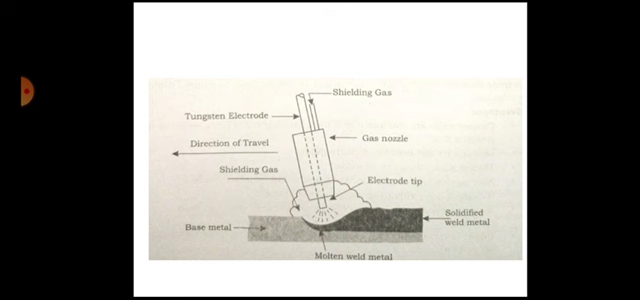 Shielding Gas
Tungsten Electrode
Gas nozzle
Direction of Travel
Shielding Gas
Electrode tip
Solidified
weld metal
Base metal
Molten weld metal